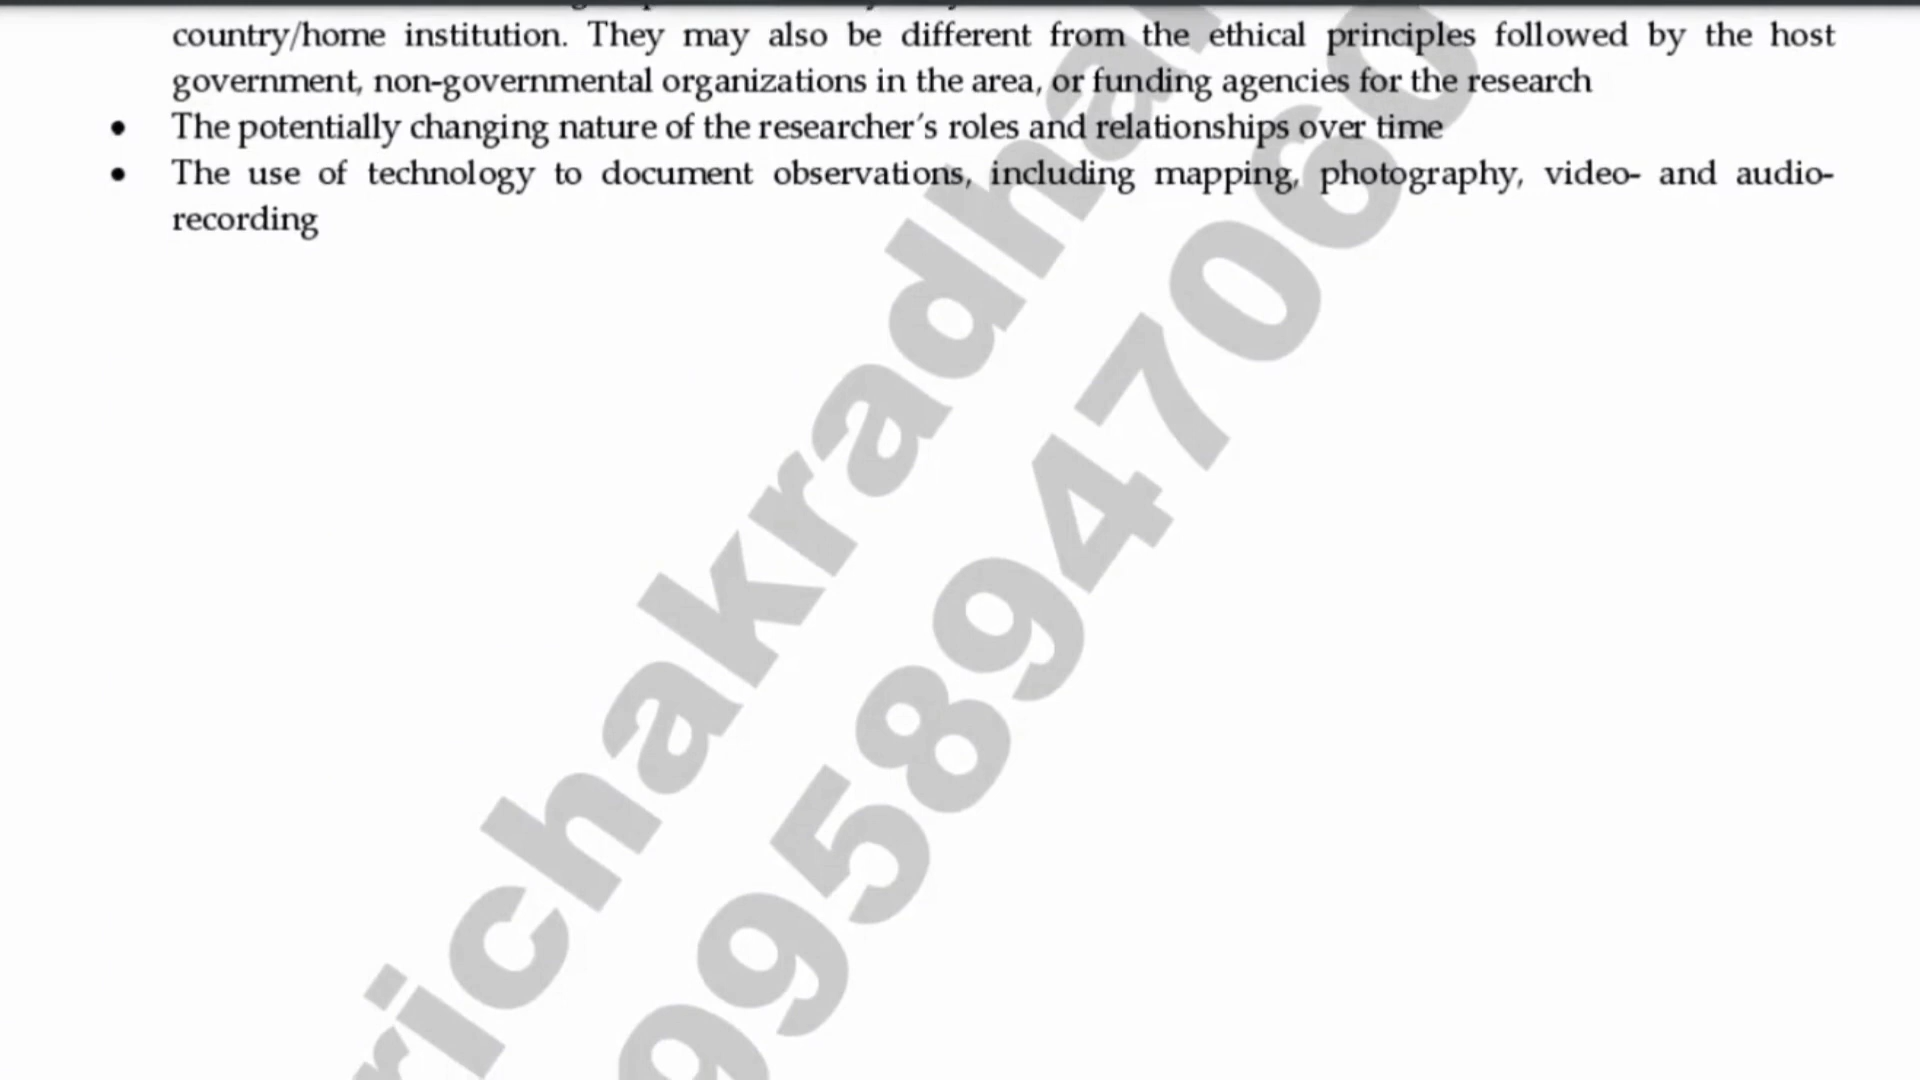 country/home institution. They may also be different from the ethical principles followed by the host
government, non-governmental organizations in the area, or funding agencies for the research
• The potentially changing nature of the researcher's roles and relationships over time
• The use of technology to document observations, including mapping, photography, video- and audio-
recording
richakradha
9958947060